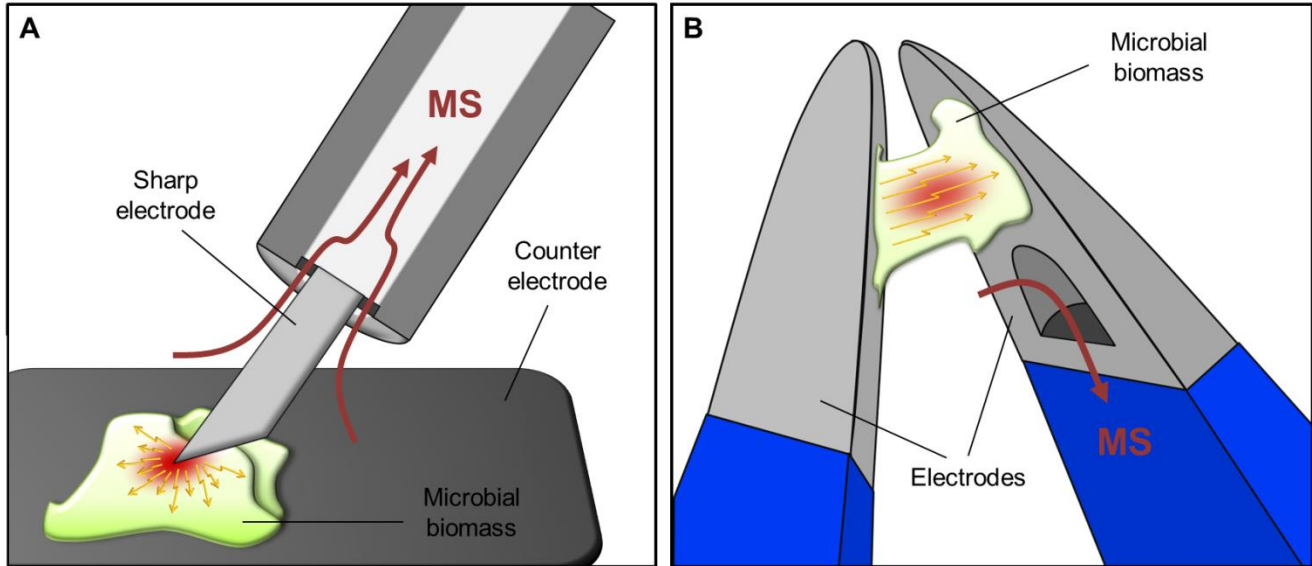 A
MS
Sharp
electrode
Counter
electrode
Microbial
biomass
B
Microbial
biomass
MS
Electrodes